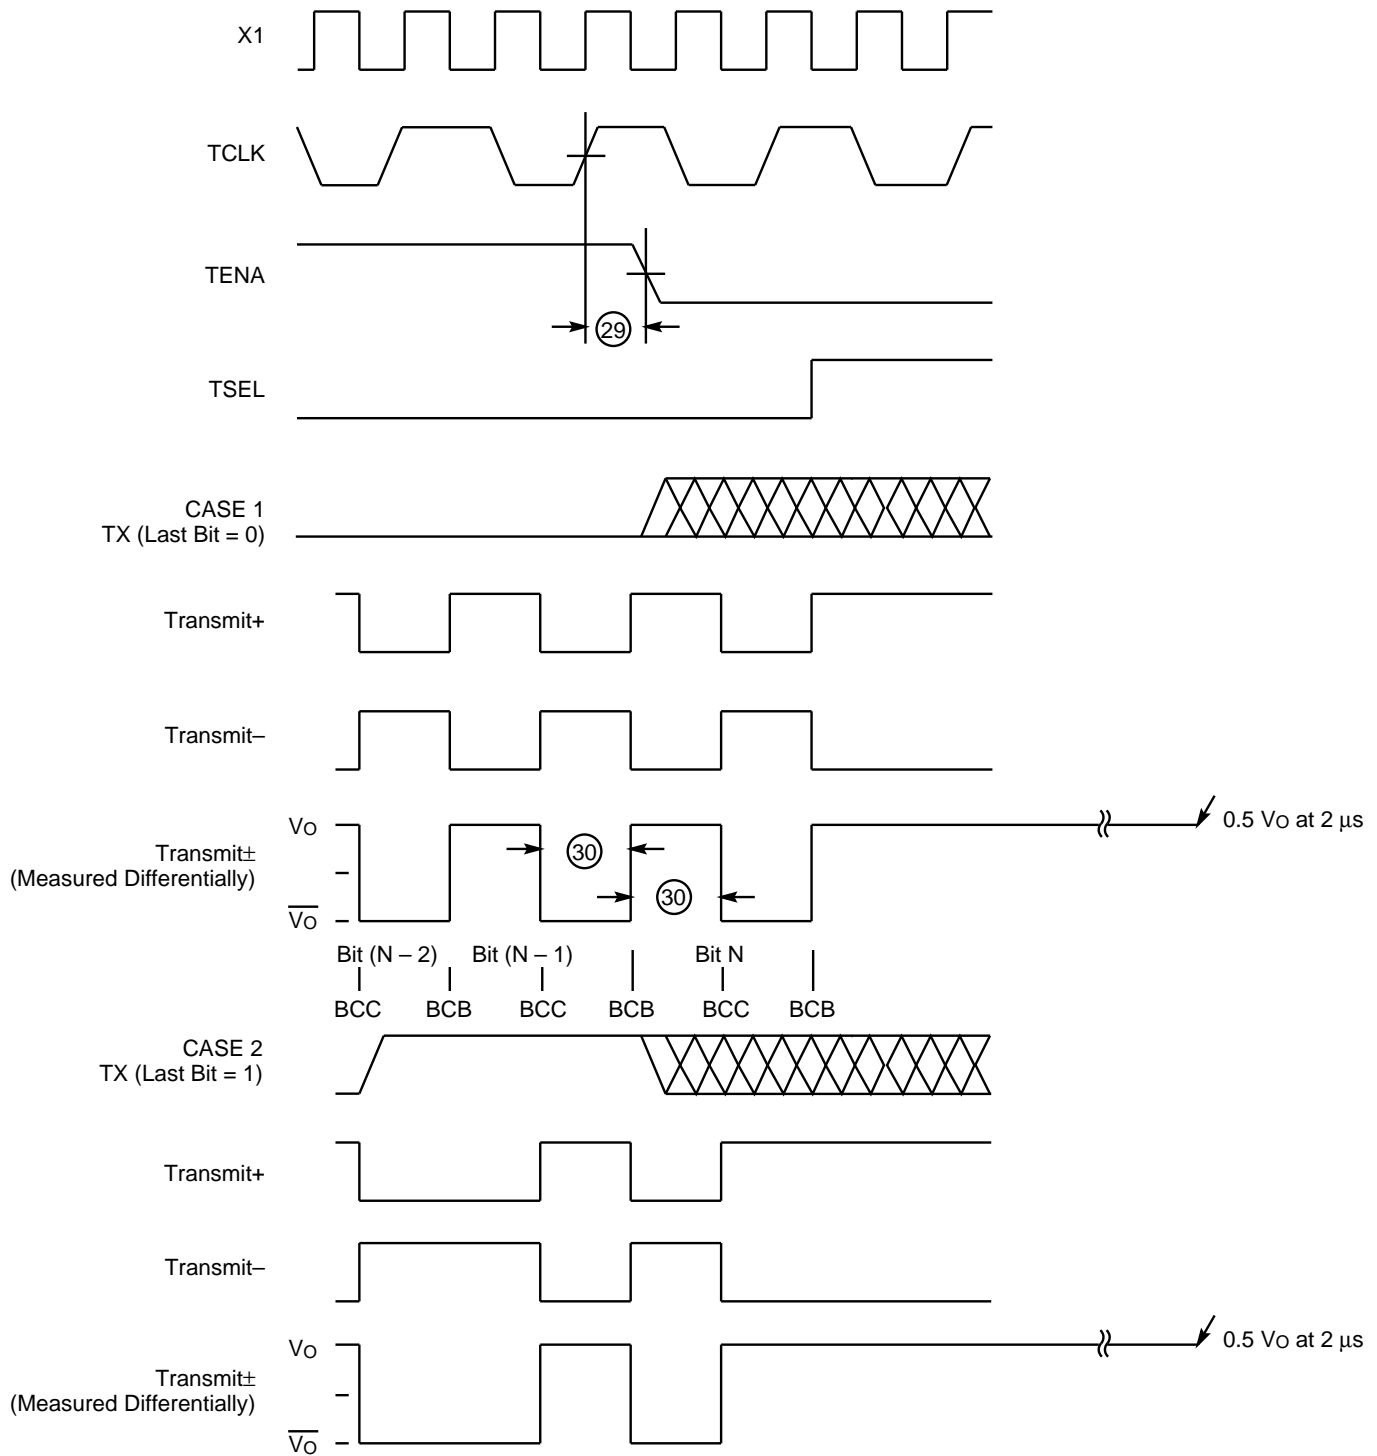 X1
TCLK
TENA
29
TSEL
CASE 1
TX (Last Bit = 0)
Transmit+
Transmit–
VO
0.5 VO at 2 μs
Transmit±
(Measured Differentially)
30
30
V̅O̅
Bit (N – 2) Bit (N – 1) Bit N
BCC BCB BCC BCB BCC BCB
CASE 2
TX (Last Bit = 1)
Transmit+
Transmit–
VO
0.5 VO at 2 μs
Transmit±
(Measured Differentially)
V̅O̅